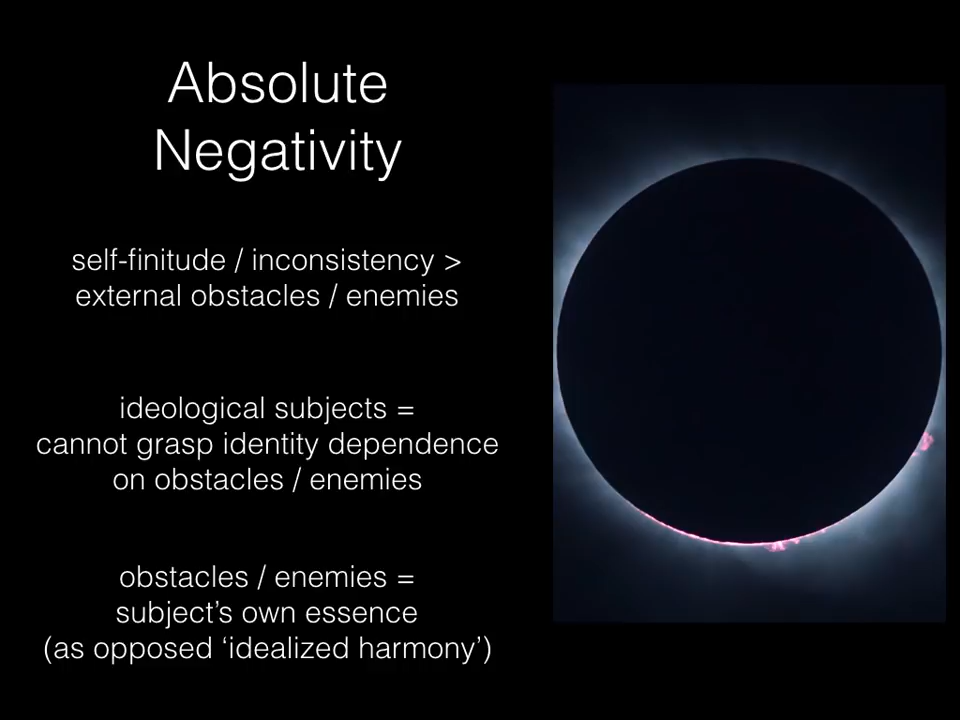 Absolute
Negativity
self-finitude / inconsistency >
external obstacles / enemies
ideological subjects =
cannot grasp identity dependence
on obstacles / enemies
obstacles / enemies =
subject’s own essence
(as opposed ‘idealized harmony’)